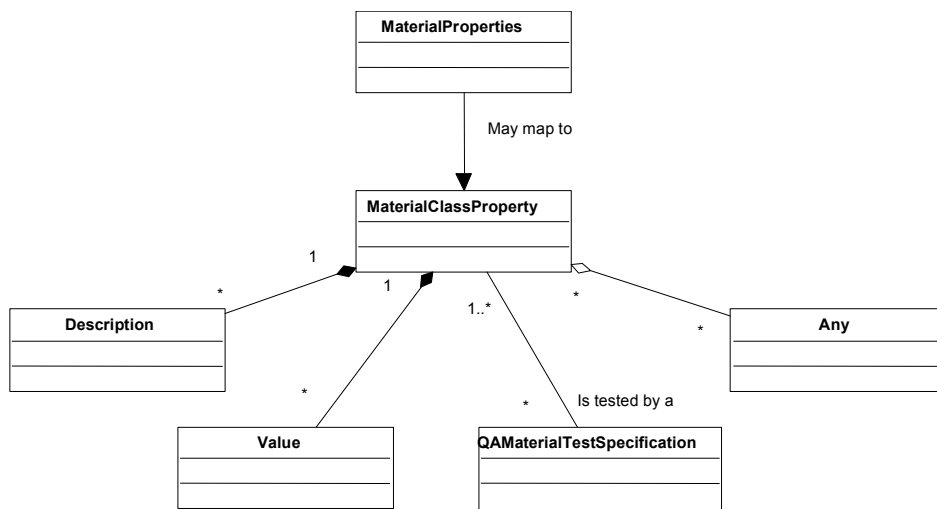 MaterialProperties
May map to
MaterialClassProperty
1
1
*
1..*
*
*
Description
Any
*
*
Is tested by a
Value
QAMaterialTestSpecification